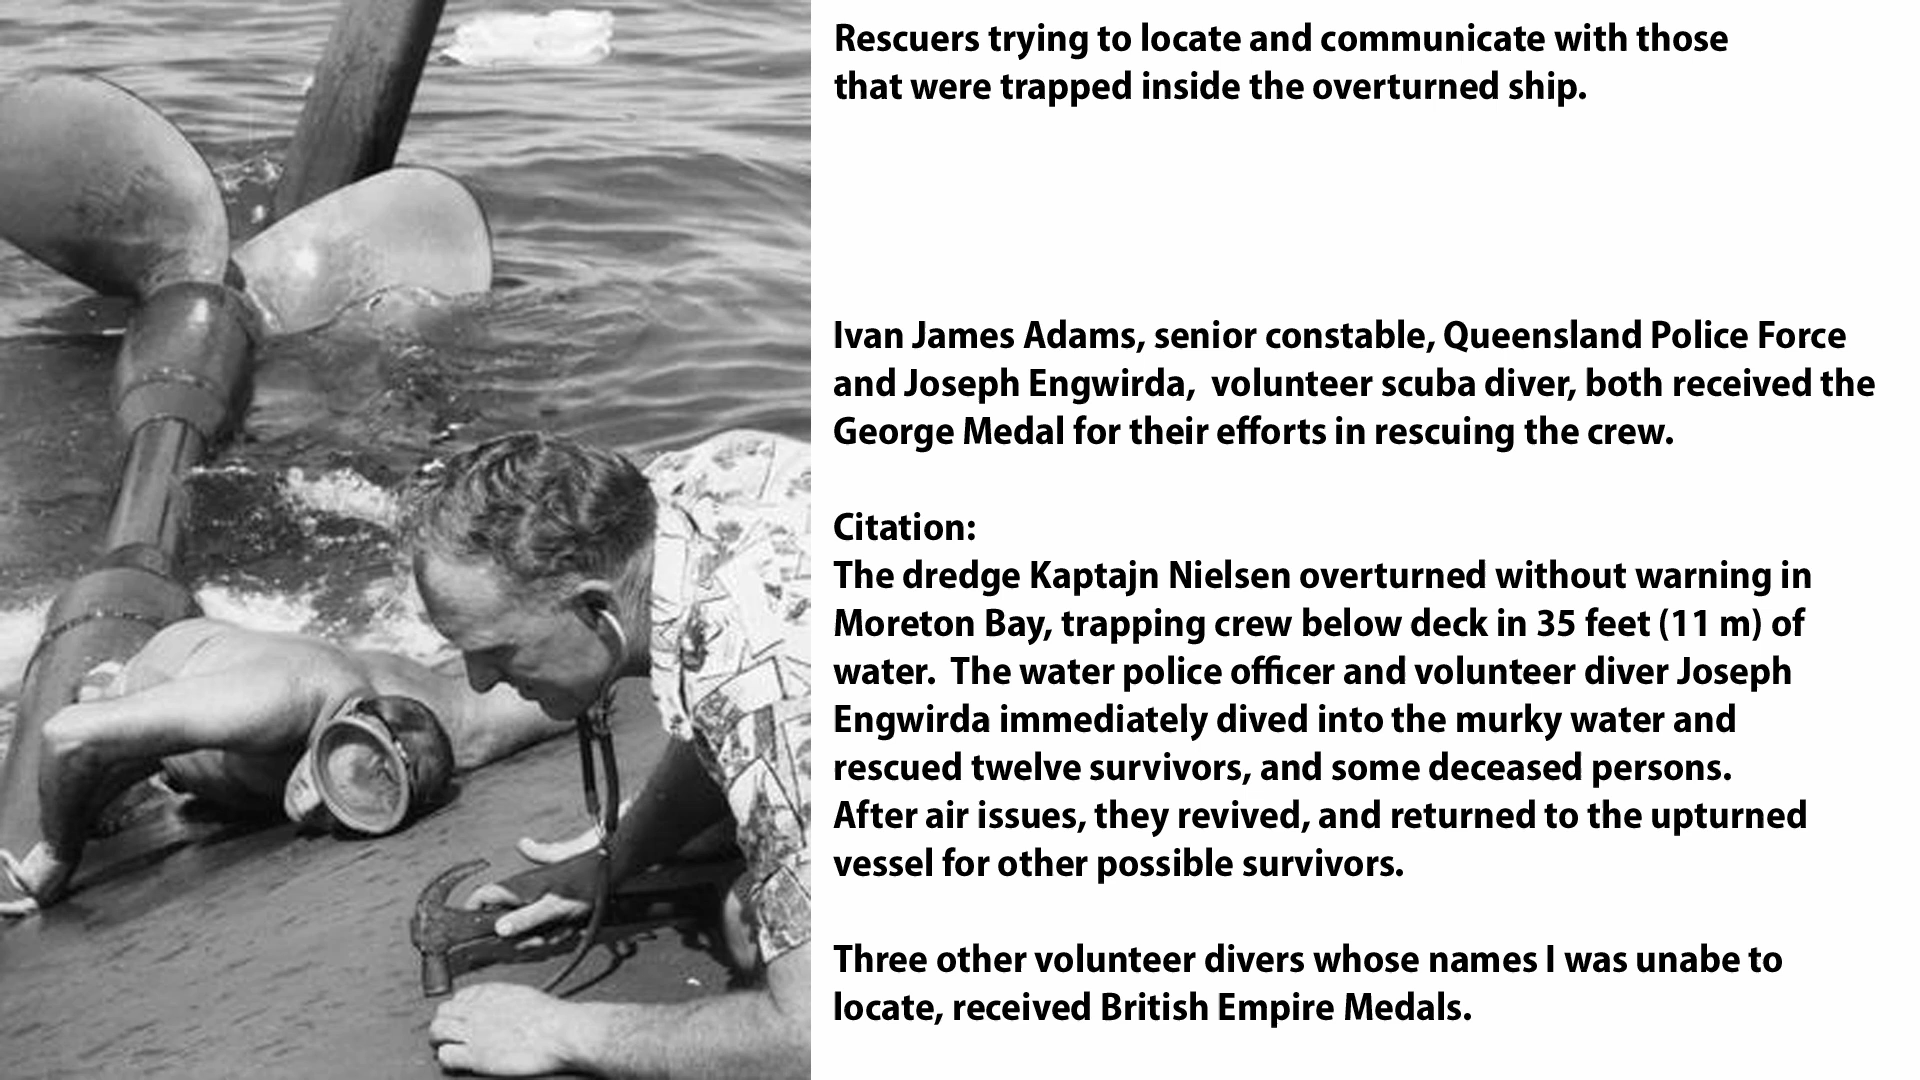 Rescuers trying to locate and communicate with those
that were trapped inside the overturned ship.
Ivan James Adams, senior constable, Queensland Police Force
and Joseph Engwirda,  volunteer scuba diver, both received the
George Medal for their efforts in rescuing the crew.
Citation:
The dredge Kaptajn Nielsen overturned without warning in
Moreton Bay, trapping crew below deck in 35 feet (11 m) of
water.  The water police officer and volunteer diver Joseph
Engwirda immediately dived into the murky water and
rescued twelve survivors, and some deceased persons.
After air issues, they revived, and returned to the upturned
vessel for other possible survivors.
Three other volunteer divers whose names I was unabe to
locate, received British Empire Medals.